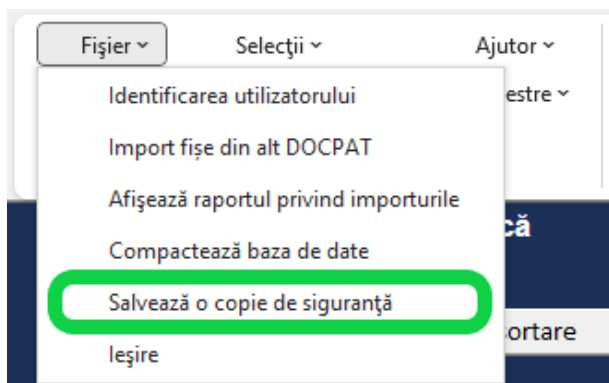 Fişier Selecţii Ajutor
Identificarea utilizatorului
estre
Import fișe din alt DOCPAT
Afişează raportul privind importurile
că
Compactează baza de date
Salvează o copie de siguranţă
ortare
Ieşire